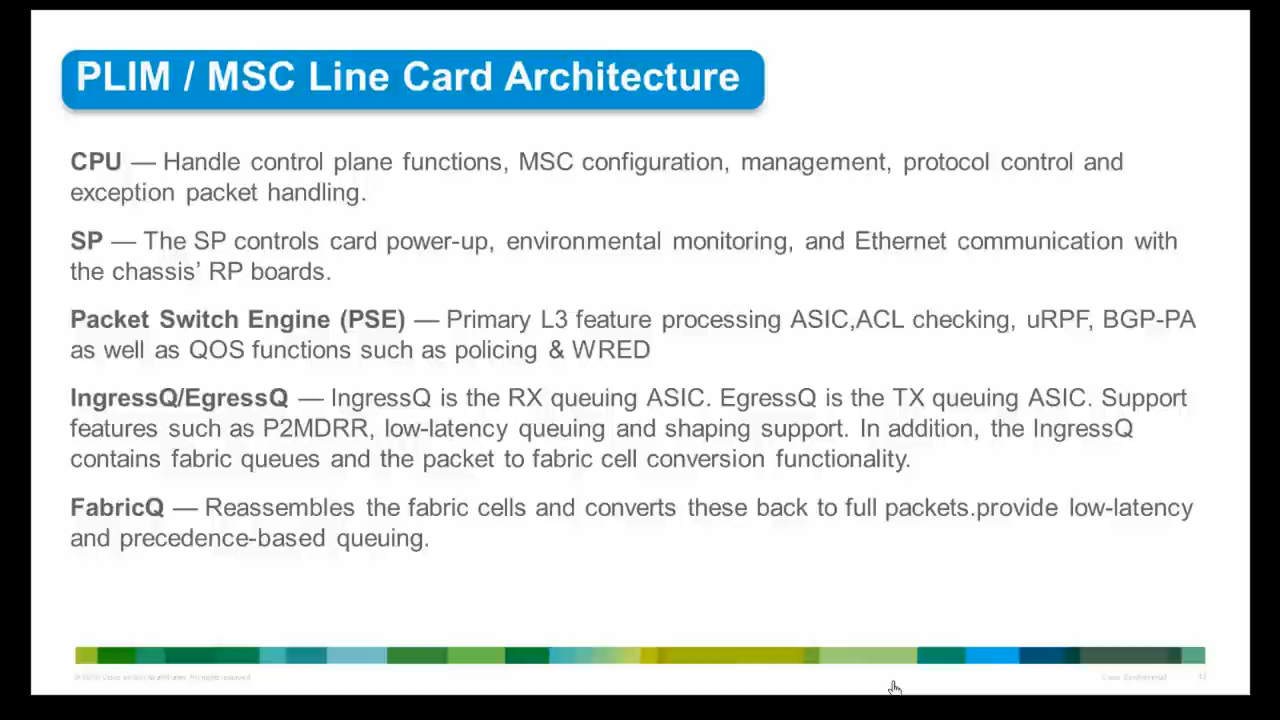 PLIM / MSC Line Card Architecture
CPU — Handle control plane functions, MSC configuration, management, protocol control and
exception packet handling.
SP — The SP controls card power-up, environmental monitoring, and Ethernet communication with
the chassis’ RP boards.
Packet Switch Engine (PSE) — Primary L3 feature processing ASIC,ACL checking, uRPF, BGP-PA
as well as QOS functions such as policing & WRED
IngressQ/EgressQ — IngressQ is the RX queuing ASIC. EgressQ is the TX queuing ASIC. Support
features such as P2MDRR, low-latency queuing and shaping support. In addition, the IngressQ
contains fabric queues and the packet to fabric cell conversion functionality.
FabricQ — Reassembles the fabric cells and converts these back to full packets.provide low-latency
and precedence-based queuing.
Cisco Confidential